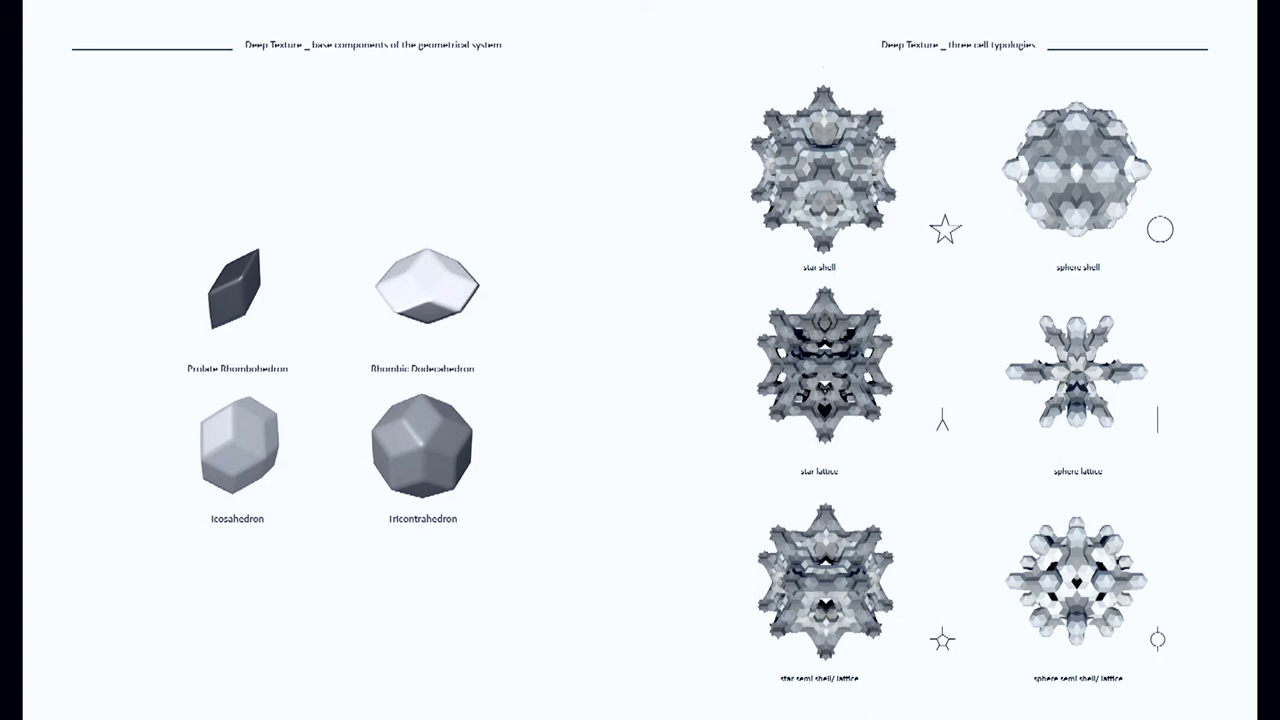 Deep Texture _ base components of the geometrical system
Prolate Rhombohedron
Rhombic Dodecahedron
Icosahedron
Tricontrahedron
Deep Texture _ three cell typologies
star shell
sphere shell
star lattice
sphere lattice
star semi shell/ lattice
sphere semi shell/ lattice